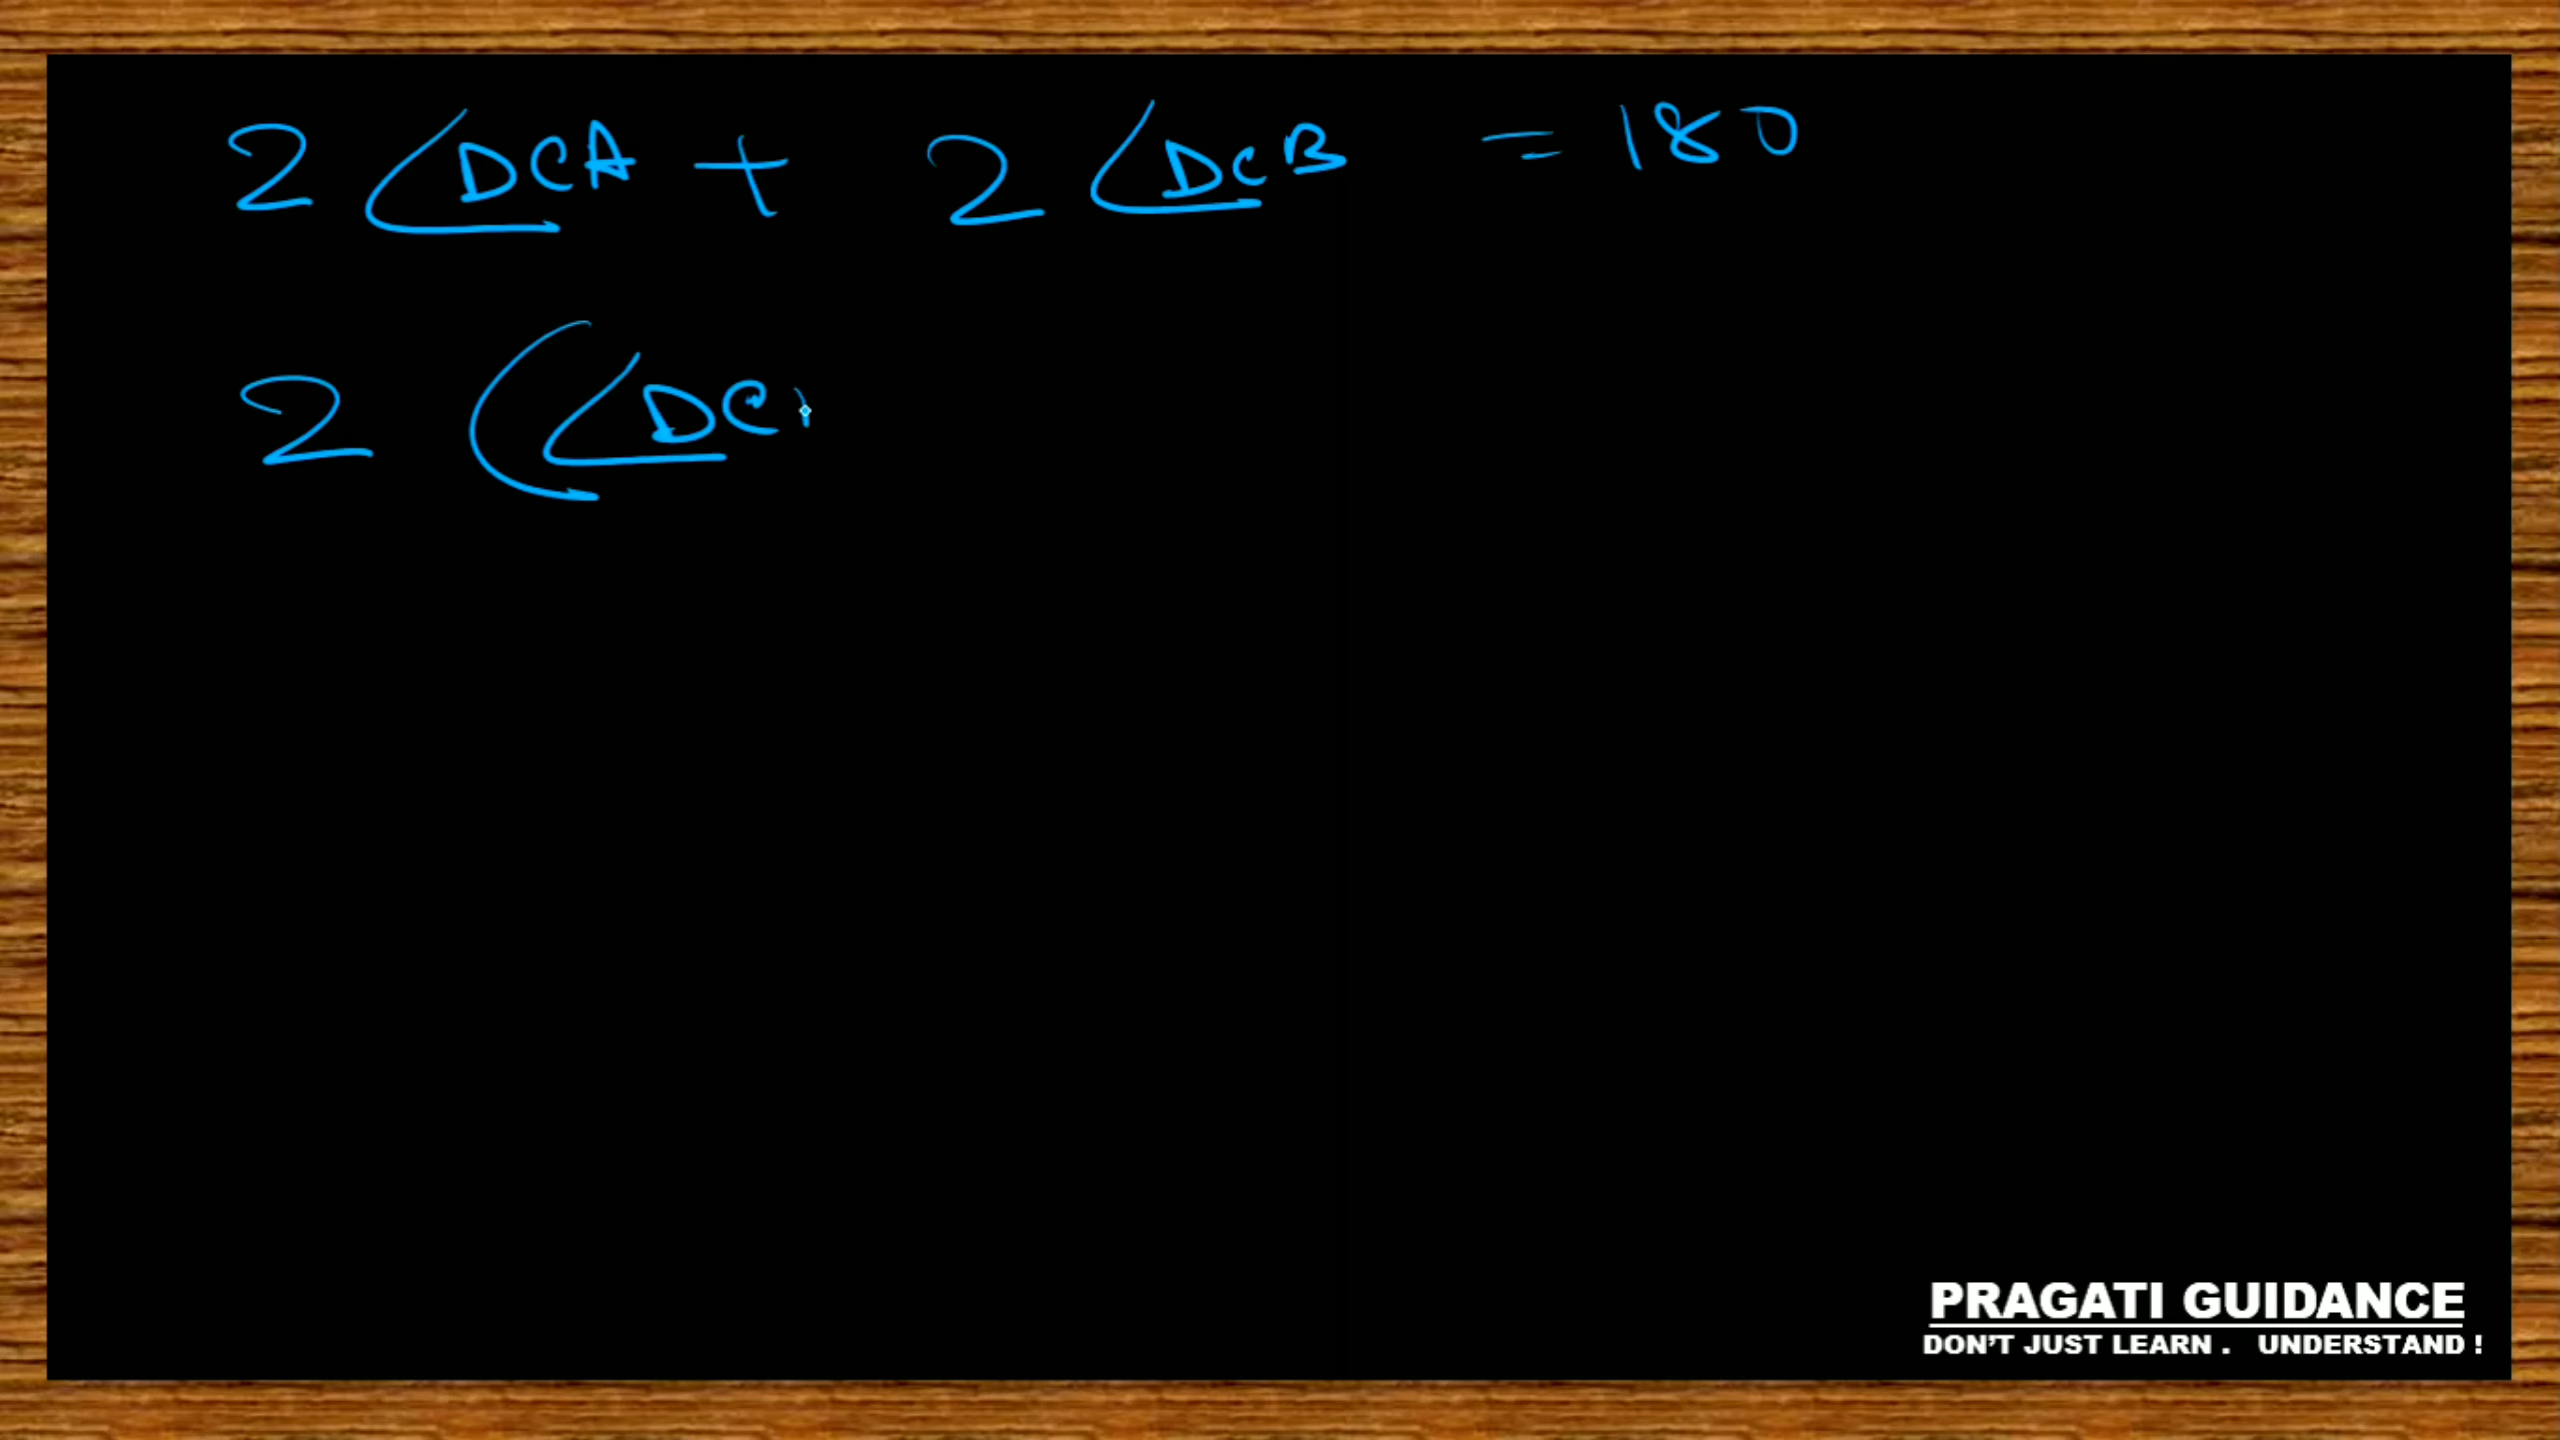 2 ∠DCA + 2 ∠DCB = 180
2 (∠DC
PRAGATI GUIDANCE
DON'T JUST LEARN . UNDERSTAND !